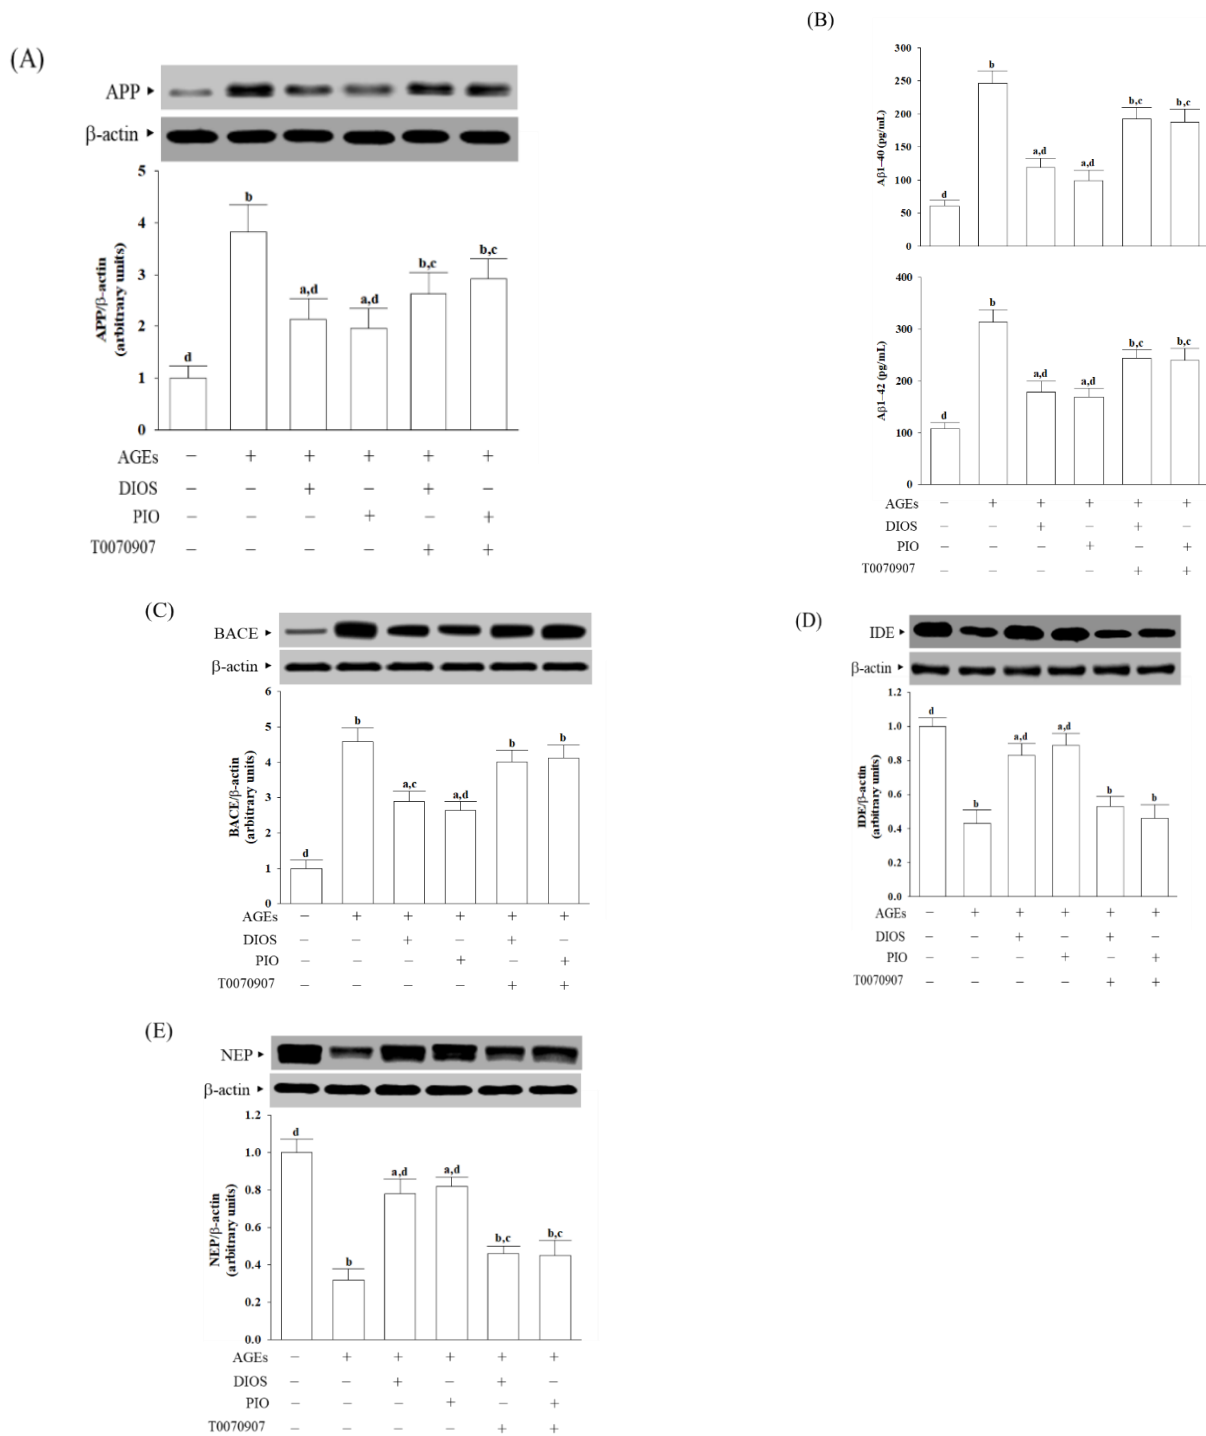 (A)
APP ►
β-actin ►
APP/β-actin
(arbitrary units)
5
4
3
2
1
0
d
b
a,d
a,d
b,c
b,c
AGEs − + + + + +
DIOS − − + − + −
PIO − − − + − +
T0070907 − − − − + +
(B)
Aβ1–40 (pg/mL)
300
250
200
150
100
50
0
d
b
a,d
a,d
b,c
b,c
Aβ1–42 (pg/mL)
400
300
200
100
0
d
b
a,d
a,d
b,c
b,c
AGEs − + + + + +
DIOS − − + − + −
PIO − − − + − +
T0070907 − − − − + +
(C)
BACE ►
β-actin ►
BACE/β-actin
(arbitrary units)
6
5
4
3
2
1
0
d
b
a,c
a,d
b
b
AGEs − + + + + +
DIOS − − + − + −
PIO − − − + − +
T0070907 − − − − + +
(D)
IDE ►
β-actin ►
IDE/β-actin
(arbitrary units)
1.2
1.0
0.8
0.6
0.4
0.2
0.0
d
b
a,d
a,d
b
b
AGEs − + + + + +
DIOS − − + − + −
PIO − − − + − +
T0070907 − − − − + +
(E)
NEP ►
β-actin ►
NEP/β-actin
(arbitrary units)
1.2
1.0
0.8
0.6
0.4
0.2
0.0
d
b
a,d
a,d
b,c
b,c
AGEs − + + + + +
DIOS − − + − + −
PIO − − − + − +
T0070907 − − − − + +